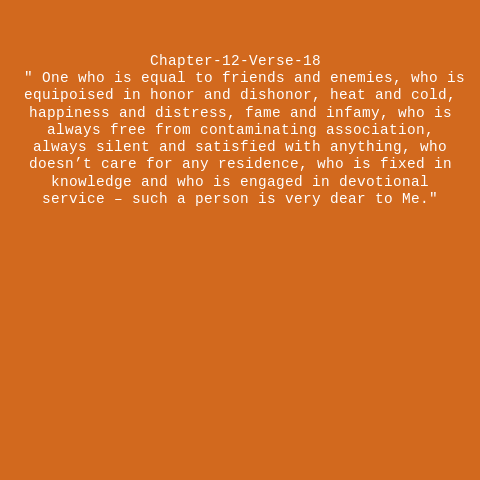 Chapter-12-Verse-18
" One who is equal to friends and enemies, who is
equipoised in honor and dishonor, heat and cold,
happiness and distress, fame and infamy, who is
always free from contaminating association,
always silent and satisfied with anything, who
doesn’t care for any residence, who is fixed in
knowledge and who is engaged in devotional
service – such a person is very dear to Me."